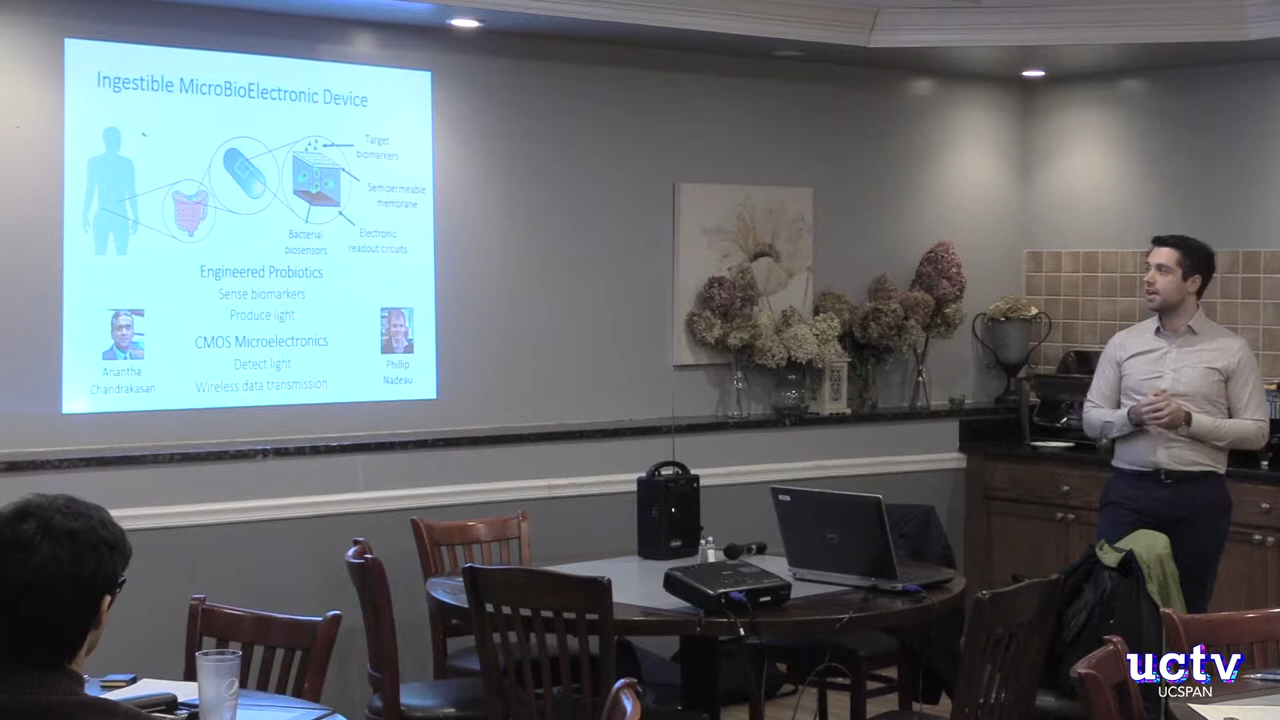 Ingestible MicroBioElectronic Device
Target
biomarkers
Semipermeable
membrane
Bacterial
biosensors
Electronic
readout circuits
Engineered Probiotics
Sense biomarkers
Produce light
CMOS Microelectronics
Detect light
Wireless data transmission
Anantha
Chandrakasan
Phillip
Nadeau
DELL
uctv
UCSPAN